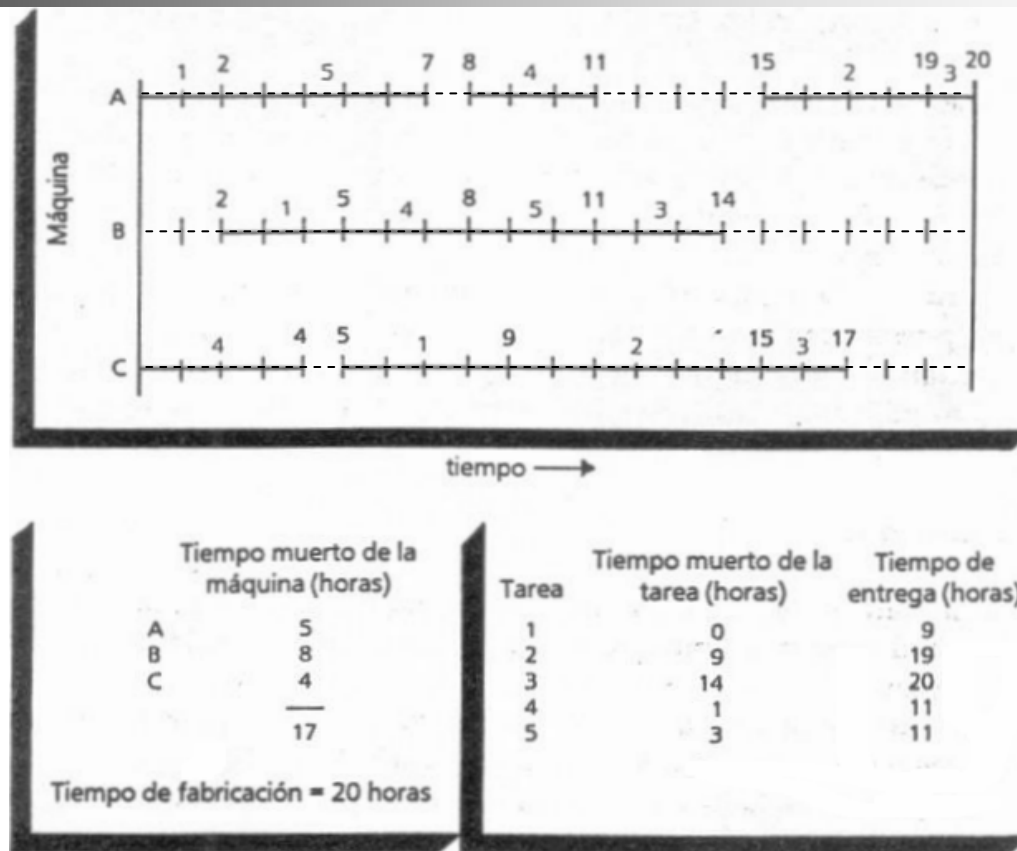 1 2 5 7 8 4 11 15 2 19 3 20
A
Máquina
2 1 5 4 8 5 11 3 14
B
4 4 5 1 9 2 15 3 17
C
tiempo
Tiempo muerto de la
máquina (horas)
A 5
B 8
C 4
17
Tiempo de fabricación = 20 horas
Tiempo muerto de la Tiempo de
Tarea tarea (horas) entrega (horas)
1 0 9
2 9 19
3 14 20
4 1 11
5 3 11